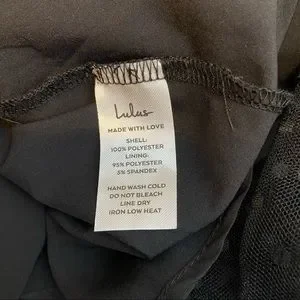 Lulus
MADE WITH LOVE
SHELL:
100% POLYESTER
LINING:
95% POLYESTER
5% SPANDEX
HAND WASH COLD
DO NOT BLEACH
LINE DRY
IRON LOW HEAT